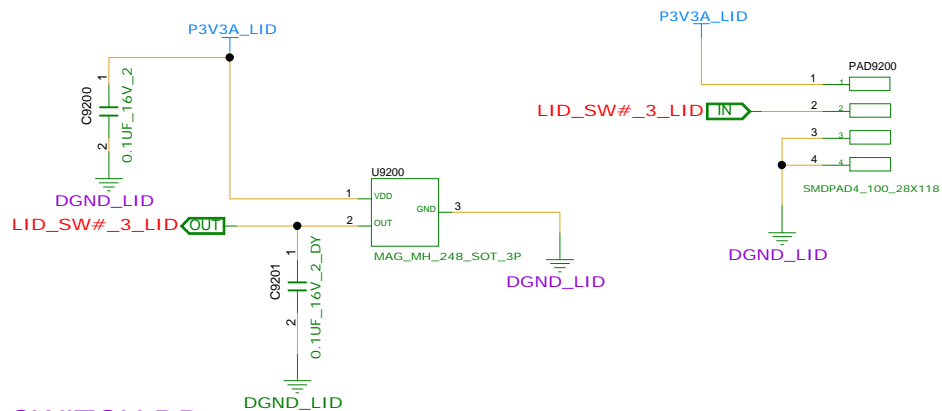 P3V3A_LID
1
C9200
0.1UF_16V_2
2
DGND_LID
U9200
1
VDD
LID_SW#_3_LID
OUT
2
OUT
GND
3
MAG_MH_248_SOT_3P
DGND_LID
1
C9201
0.1UF_16V_2_DY
2
DGND_LID
P3V3A_LID
PAD9200
1
1
LID_SW#_3_LID
IN
2
2
3
3
4
4
SMDPAD4_100_28X118
DGND_LID